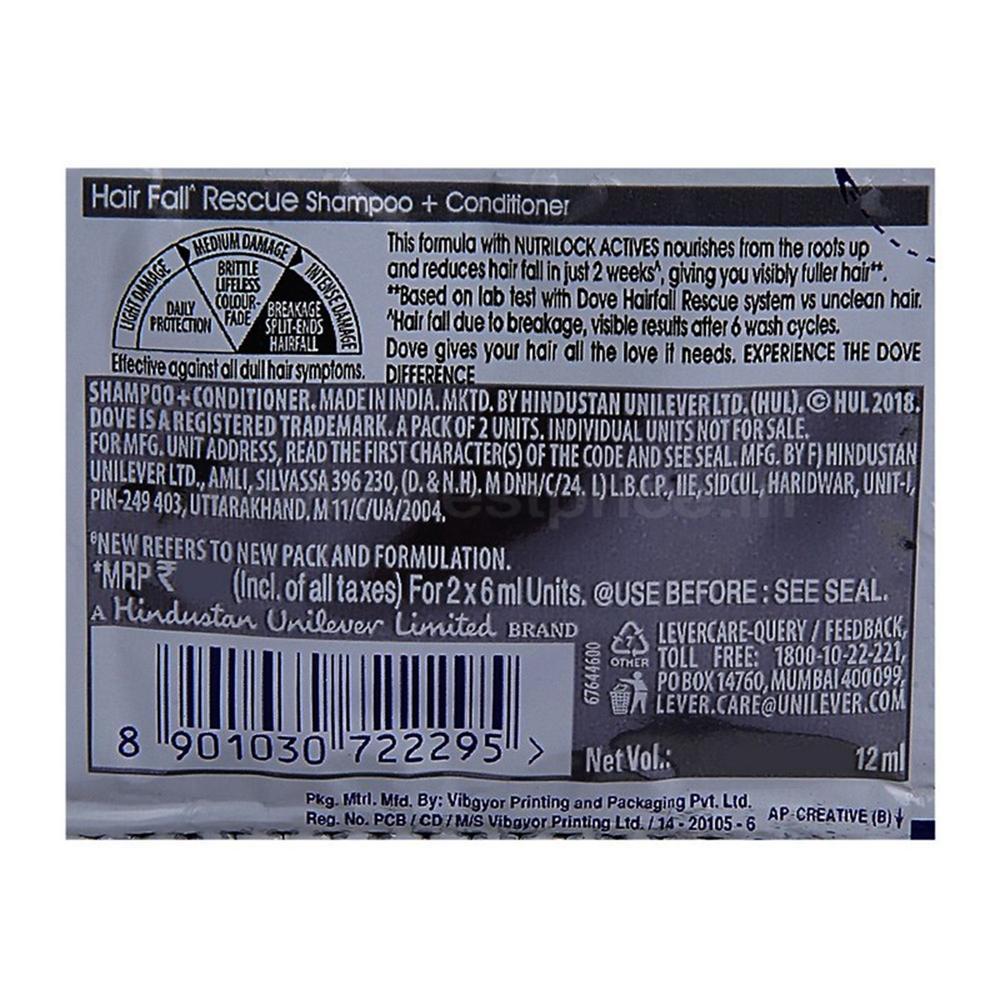 Hair Fall^ Rescue Shampoo + Conditioner
LIGHT DAMAGE
MEDIUM DAMAGE
INTENSE DAMAGE
DAILY
PROTECTION
BRITTLE
LIFELESS
COLOUR-
FADE
BREAKAGE
SPLIT-ENDS
HAIRFALL
Effective against all dull hair symptoms.
This formula with NUTRILOCK ACTIVES nourishes from the roots up
and reduces hair fall in just 2 weeks^, giving you visibly fuller hair**.
**Based on lab test with Dove Hairfall Rescue system vs unclean hair.
^Hair fall due to breakage, visible results after 6 wash cycles.
Dove gives your hair all the love it needs. EXPERIENCE THE DOVE
DIFFERENCE
SHAMPOO+CONDITIONER. MADE IN INDIA. MKTD. BY HINDUSTAN UNILEVER LTD. (HUL). © HUL 2018.
DOVE IS A REGISTERED TRADEMARK. A PACK OF 2 UNITS. INDIVIDUAL UNITS NOT FOR SALE.
FOR MFG. UNIT ADDRESS, READ THE FIRST CHARACTER(S) OF THE CODE AND SEE SEAL. MFG. BY F) HINDUSTAN
UNILEVER LTD., AMLI, SILVASSA 396 230, (D. & N.H). M DNH/C/24. L) L.B.C.P., IIE, SIDCUL, HARIDWAR, UNIT-I,
PIN-249 403, UTTARAKHAND. M11/C/UA/2004.
NEW REFERS TO NEW PACK AND FORMULATION.
*MRP ₹ (Incl. of all taxes) For 2 x 6 ml Units. @USE BEFORE : SEE SEAL.
A Hindustan Unilever Limited BRAND
8 901030 722295 >
67644600
7
OTHER
LEVERCARE-QUERY / FEEDBACK,
TOLL FREE: 1800-10-22-221,
PO BOX 14760, MUMBAI 400 099,
LEVER.CARE@UNILEVER.COM
Net Vol.: 12 ml
Pkg. Mtrl. Mfd. By: Vibgyor Printing and Packaging Pvt. Ltd.
Reg. No. PCB / CD / M/S Vibgyor Printing Ltd. / 14 - 20105 - 6
AP-CREATIVE (B)